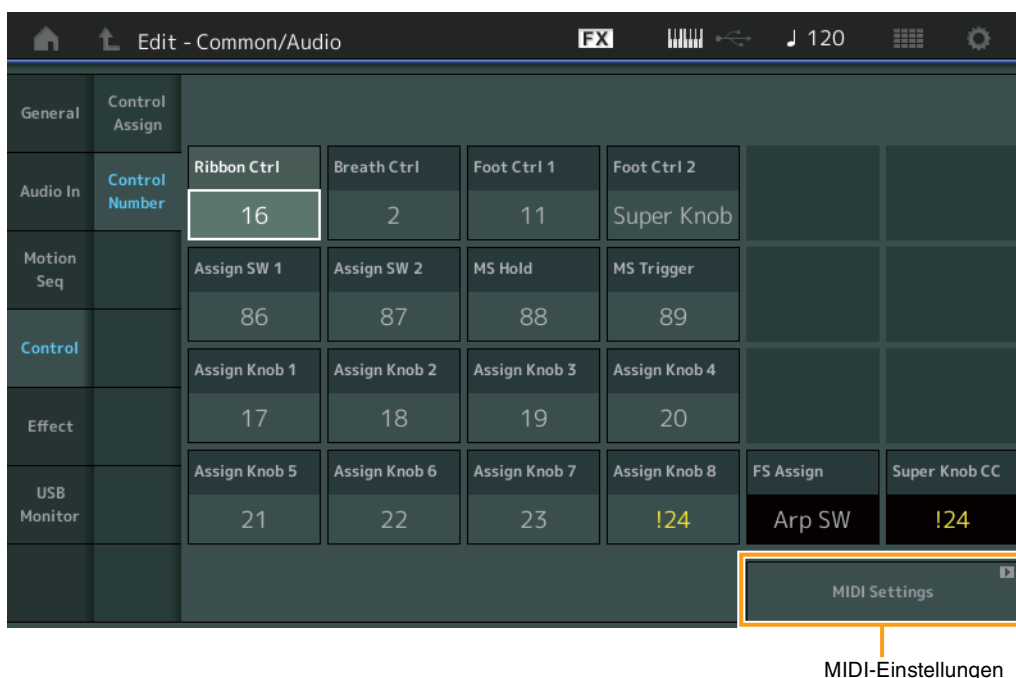 Edit - Common/Audio FX ♩ 120
General
Control
Assign
Audio In
Control
Number
Motion
Seq
Control
Effect
USB
Monitor
Ribbon Ctrl Breath Ctrl Foot Ctrl 1 Foot Ctrl 2
16 2 11 Super Knob
Assign SW 1 Assign SW 2 MS Hold MS Trigger
86 87 88 89
Assign Knob 1 Assign Knob 2 Assign Knob 3 Assign Knob 4
17 18 19 20
Assign Knob 5 Assign Knob 6 Assign Knob 7 Assign Knob 8 FS Assign Super Knob CC
21 22 23 !24 Arp SW !24
MIDI Settings
MIDI-Einstellungen